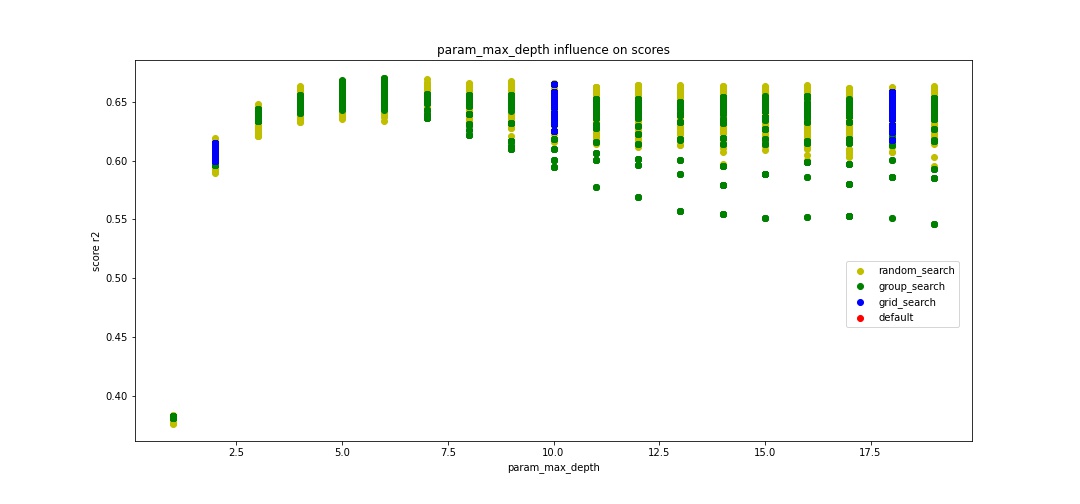 param_max_depth influence on scores
score r2
0.65
0.60
0.55
0.50
0.45
0.40
random_search
group_search
grid_search
default
2.5 5.0 7.5 10.0 12.5 15.0 17.5
param_max_depth